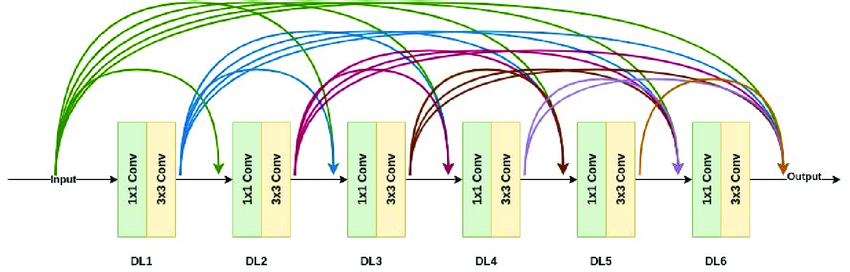 Input
1x1 Conv
3x3 Conv
1x1 Conv
3x3 Conv
1x1 Conv
3x3 Conv
1x1 Conv
3x3 Conv
1x1 Conv
3x3 Conv
1x1 Conv
3x3 Conv
Output
DL1
DL2
DL3
DL4
DL5
DL6